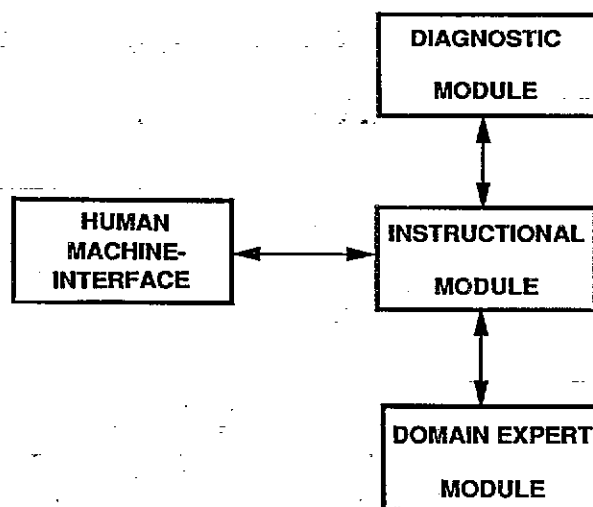 DIAGNOSTIC
MODULE
HUMAN
MACHINE-
INTERFACE
INSTRUCTIONAL
MODULE
DOMAIN EXPERT
MODULE